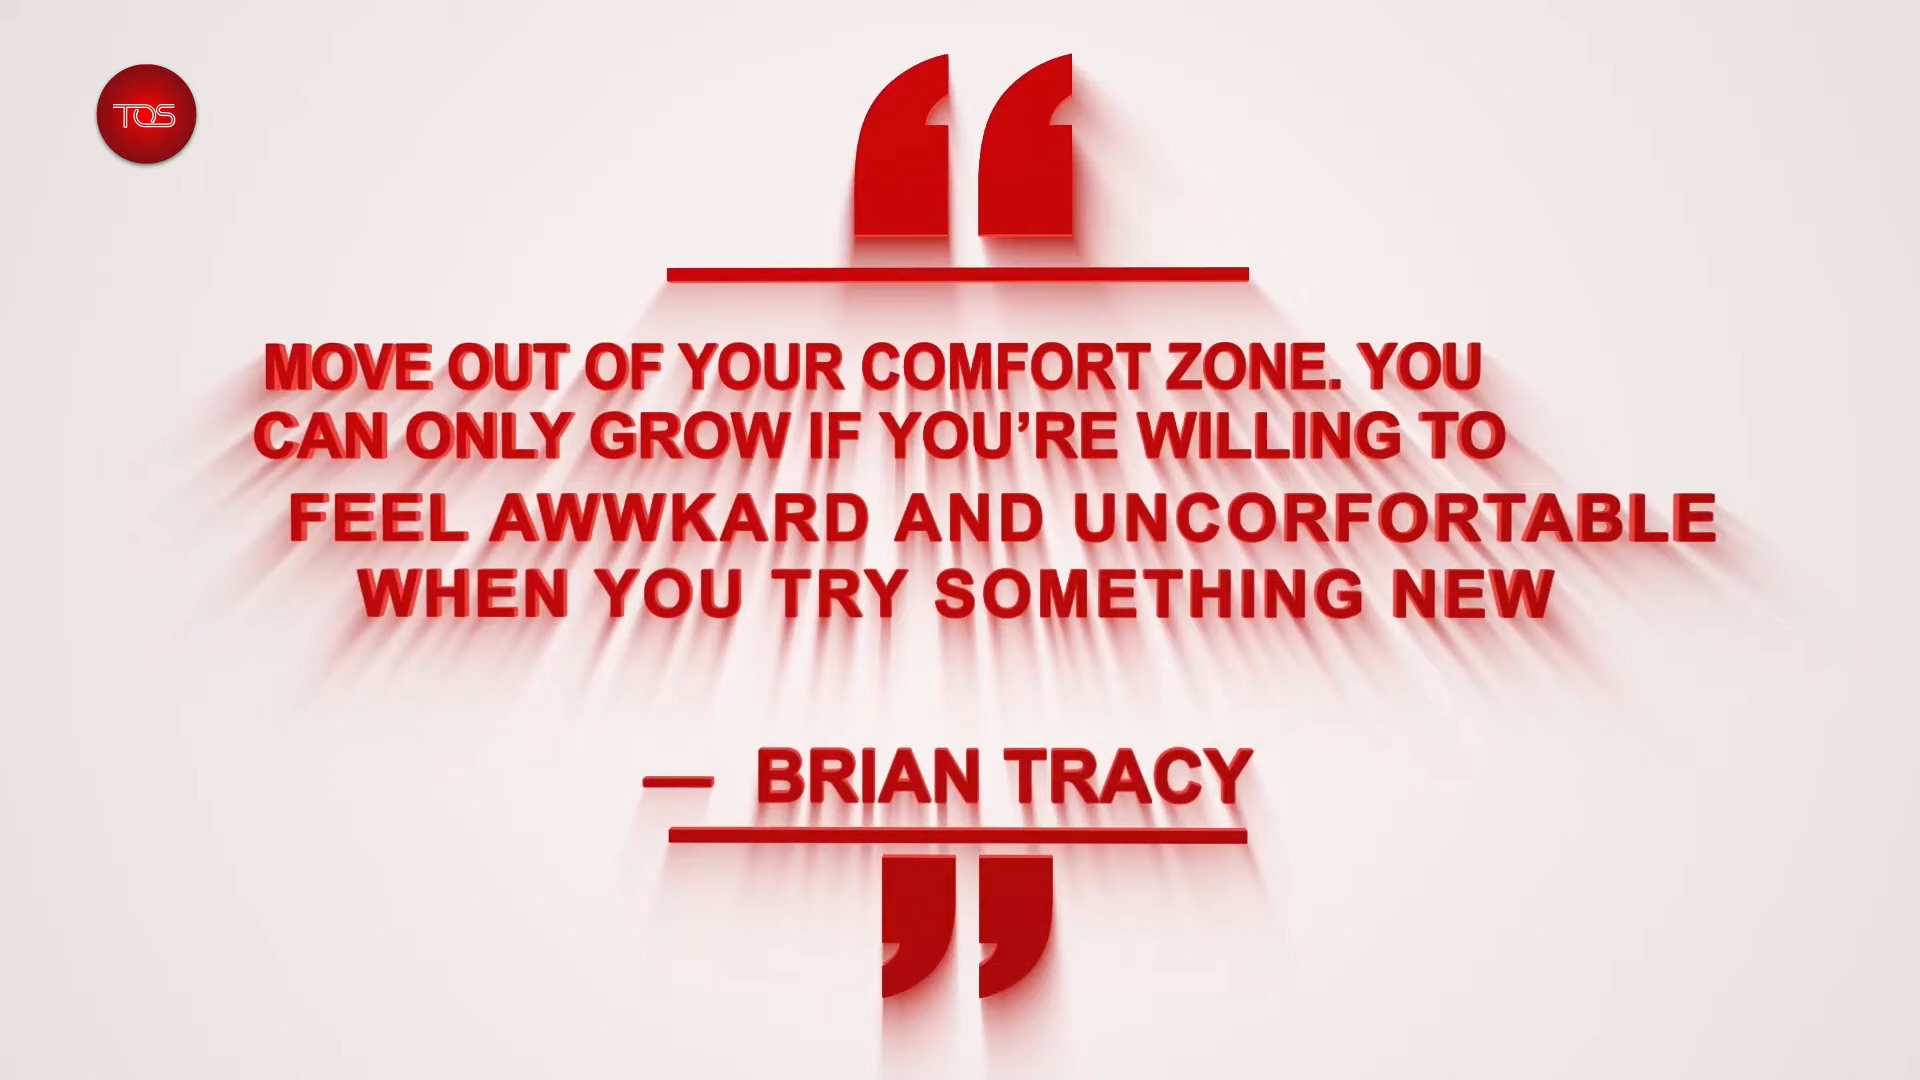 TOS
MOVE OUT OF YOUR COMFORT ZONE. YOU
CAN ONLY GROW IF YOU’RE WILLING TO
FEEL AWWKARD AND UNCORFORTABLE
WHEN YOU TRY SOMETHING NEW
— BRIAN TRACY